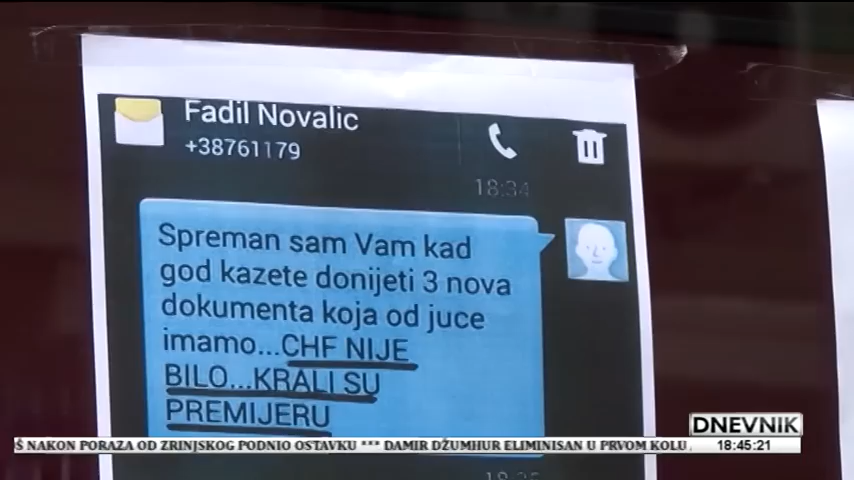 Fadil Novalic
+38761179
18:34
Spreman sam Vam kad
god kazete donijeti 3 nova
dokumenta koja od juce
imamo...CHF NIJE
BILO...KRALI SU
PREMIJERU
DNEVNIK
Š NAKON PORAZA OD ZRINJSKOG PODNIO OSTAVKU *** DAMIR DŽUMHUR ELIMINISAN U PRVOM KOLU
18:45:21